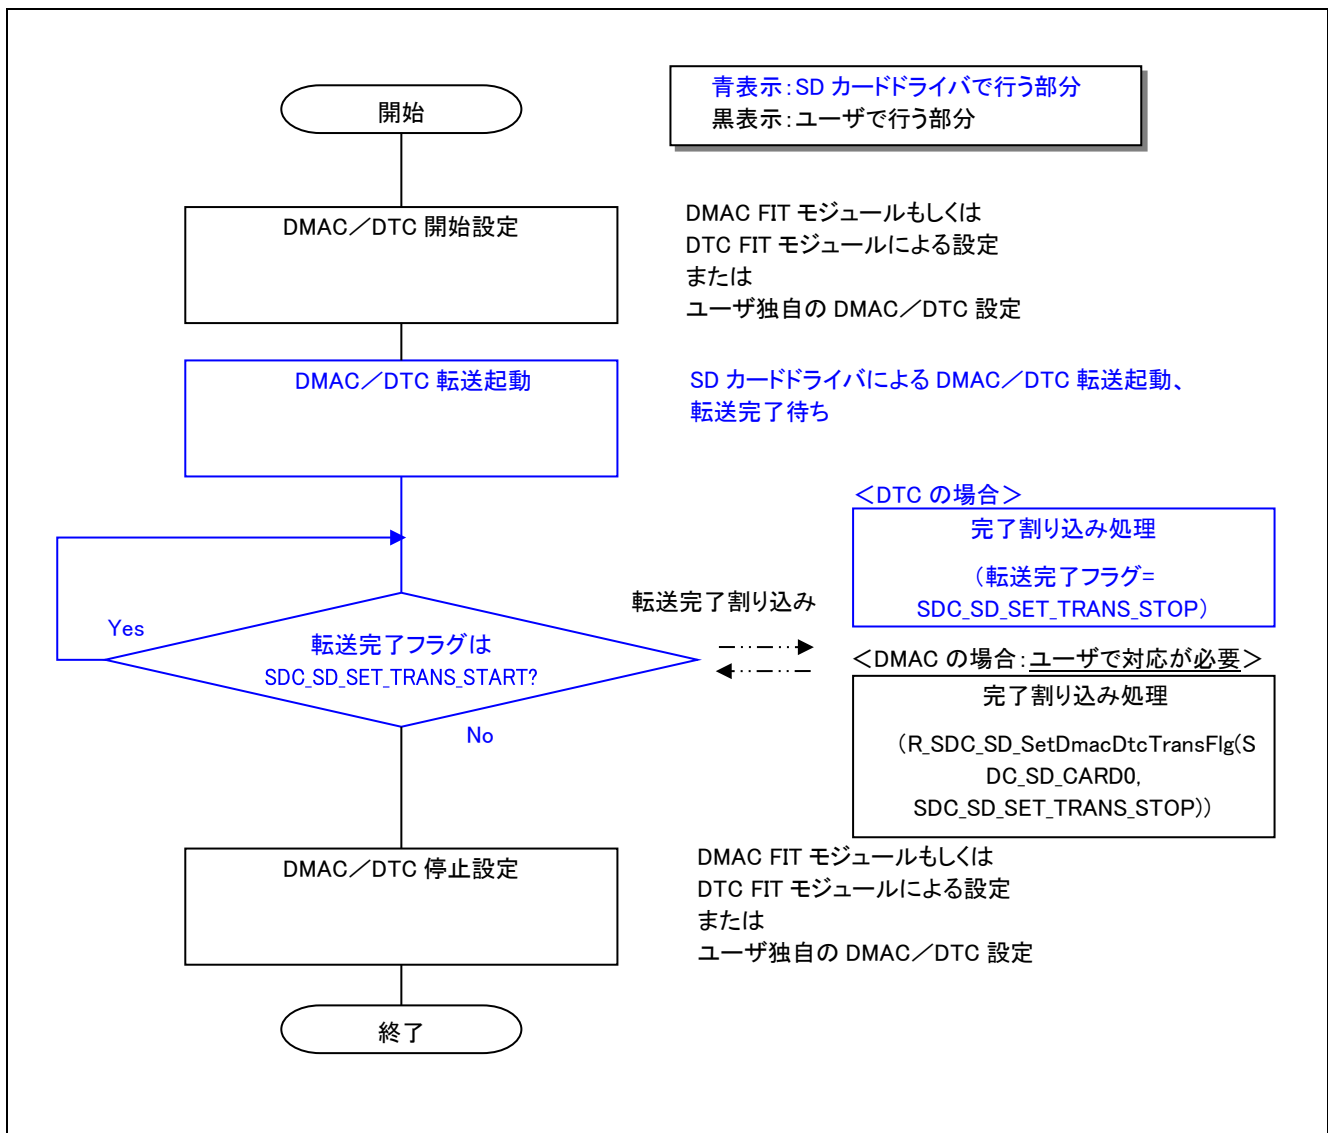 青表示：SD カードドライバで行う部分
黒表示：ユーザで行う部分
開始
DMAC／DTC 開始設定
DMAC FIT モジュールもしくは
DTC FIT モジュールによる設定
または
ユーザ独自の DMAC／DTC 設定
DMAC／DTC 転送起動
SD カードドライバによる DMAC／DTC 転送起動、
転送完了待ち
＜DTC の場合＞
完了割り込み処理
（転送完了フラグ=
SDC_SD_SET_TRANS_STOP）
転送完了割り込み
Yes
転送完了フラグは
SDC_SD_SET_TRANS_START?
No
＜DMAC の場合：ユーザで対応が必要＞
完了割り込み処理
（R_SDC_SD_SetDmacDtcTransFlg(S
DC_SD_CARD0,
SDC_SD_SET_TRANS_STOP））
DMAC／DTC 停止設定
DMAC FIT モジュールもしくは
DTC FIT モジュールによる設定
または
ユーザ独自の DMAC／DTC 設定
終了